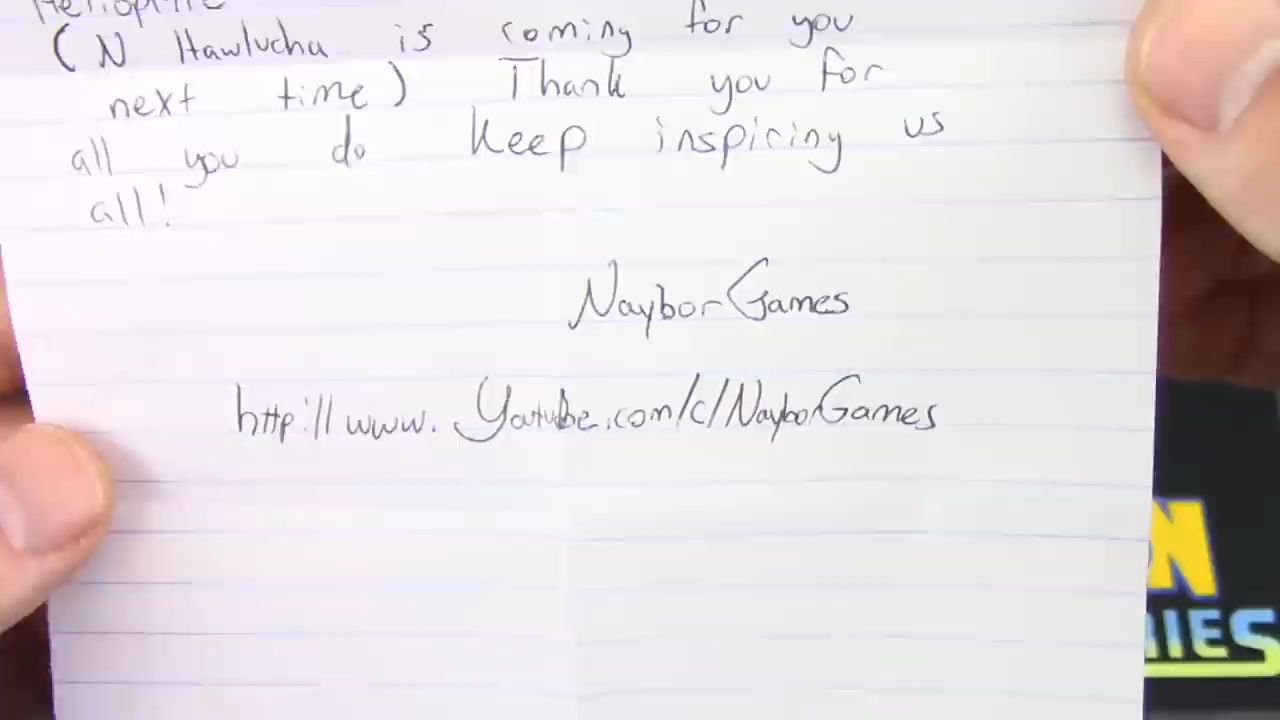 (N Hawlucha is coming for you
next time) Thank you for
all you do Keep inspiring us
all!
NayborGames
http://www.Youtube.com/c/NayborGames
N
IES